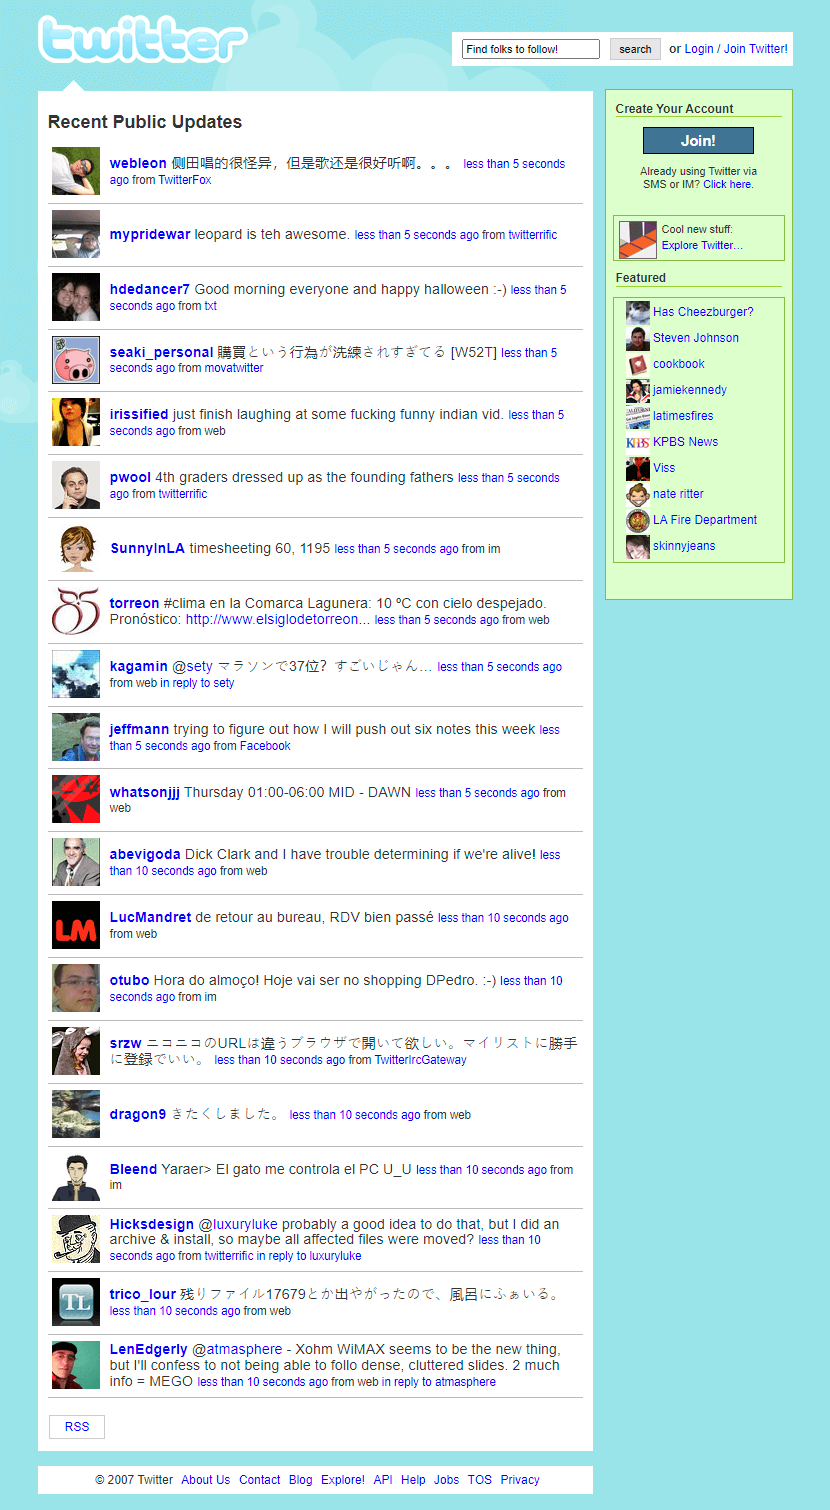 twitter
Find folks to follow! search or Login / Join Twitter!
Recent Public Updates
webleon 侧田唱的很怪异，但是歌还是很好听啊。。。 less than 5 seconds
ago from TwitterFox
mypridewar leopard is teh awesome. less than 5 seconds ago from twitterrific
hdedancer7 Good morning everyone and happy halloween :-) less than 5
seconds ago from txt
seaki_personal 購買という行為が洗練されすぎてる [W52T] less than 5
seconds ago from movatwitter
irissified just finish laughing at some fucking funny indian vid. less than 5
seconds ago from web
pwool 4th graders dressed up as the founding fathers less than 5 seconds
ago from twitterrific
SunnyInLA timesheeting 60, 1195 less than 5 seconds ago from im
torreon #clima en la Comarca Lagunera: 10 ºC con cielo despejado.
Pronóstico: http://www.elsiglodetorreon... less than 5 seconds ago from web
kagamin @sety マラソンで37位？すごいじゃん… less than 5 seconds ago
from web in reply to sety
jeffmann trying to figure out how I will push out six notes this week less
than 5 seconds ago from Facebook
whatsonjjj Thursday 01:00-06:00 MID - DAWN less than 5 seconds ago from
web
abevigoda Dick Clark and I have trouble determining if we're alive! less
than 10 seconds ago from web
LM
LucMandret de retour au bureau, RDV bien passé less than 10 seconds ago
from web
otubo Hora do almoço! Hoje vai ser no shopping DPedro. :-) less than 10
seconds ago from im
srzw ニコニコのURLは違うブラウザで開いて欲しい。マイリストに勝手
に登録でいい。 less than 10 seconds ago from TwitterIrcGateway
dragon9 きたくしました。 less than 10 seconds ago from web
Bleend Yaraer> El gato me controla el PC U_U less than 10 seconds ago from
im
Hicksdesign @luxuryluke probably a good idea to do that, but I did an
archive & install, so maybe all affected files were moved? less than 10
seconds ago from twitterrific in reply to luxuryluke
TL
trico_lour 残りファイル17679とか出やがったので、風呂にふぁいる。
less than 10 seconds ago from web
LenEdgerly @atmasphere - Xohm WiMAX seems to be the new thing,
but I'll confess to not being able to follo dense, cluttered slides. 2 much
info = MEGO less than 10 seconds ago from web in reply to atmasphere
RSS
Create Your Account
Join!
Already using Twitter via
SMS or IM? Click here.
Cool new stuff:
Explore Twitter…
Featured
Has Cheezburger?
Steven Johnson
cookbook
jamiekennedy
latimesfires
KPBS KPBS News
Viss
nate ritter
LA Fire Department
skinnyjeans
© 2007 Twitter About Us Contact Blog Explore! API Help Jobs TOS Privacy